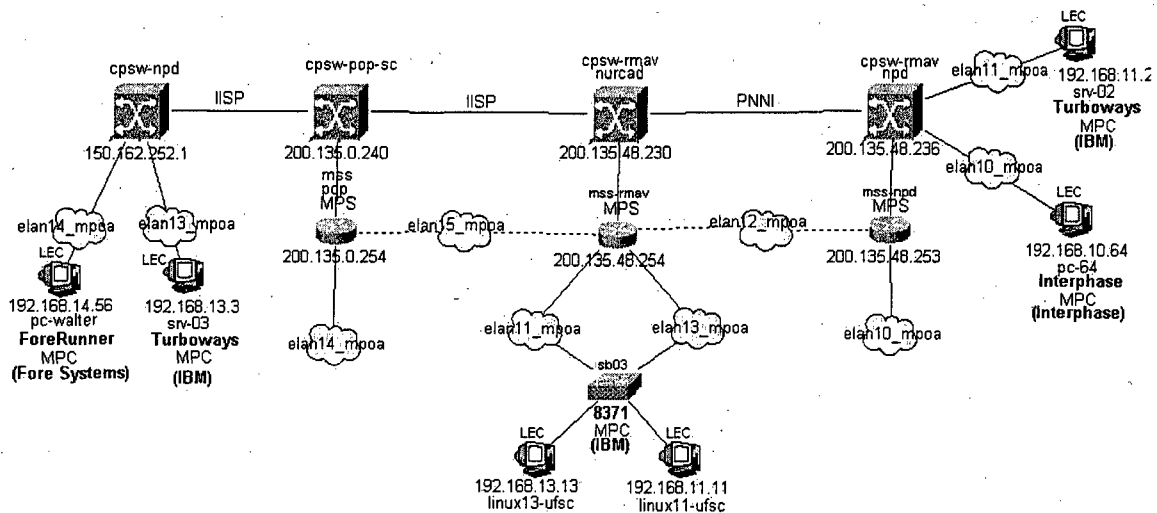 cpsw-npd
150.162.252.1
IISP
cpsw-pop-sc
200.135.0.240
IISP
cpsw-rmav
nurcad
200.135.48.230
PNNI
cpsw-rmav
npd
200.135.48.236
elan11_mpoa
LEC
192.168.11.2
srv-02
Turboways
MPC
(IBM)
elan10_mpoa
LEC
192.168.10.64
pc-64
Interphase
MPC
(Interphase)
elan14_mpoa
LEC
192.168.14.56
pc-walter
ForeRunner
MPC
(Fore Systems)
elan13_mpoa
LEC
192.168.13.3
srv-03
Turboways
MPC
(IBM)
mss
pop
MPS
200.135.0.254
elan15_mpoa
mss-rmav
MPS
200.135.48.254
elan12_mpoa
mss-npd
MPS
200.135.48.253
elan14_mpoa
elan11_mpoa
elan13_mpoa
elan10_mpoa
sb03
8371
MPC
(IBM)
LEC
192.168.13.13
linux13-ufsc
LEC
192.168.11.11
linux11-ufsc